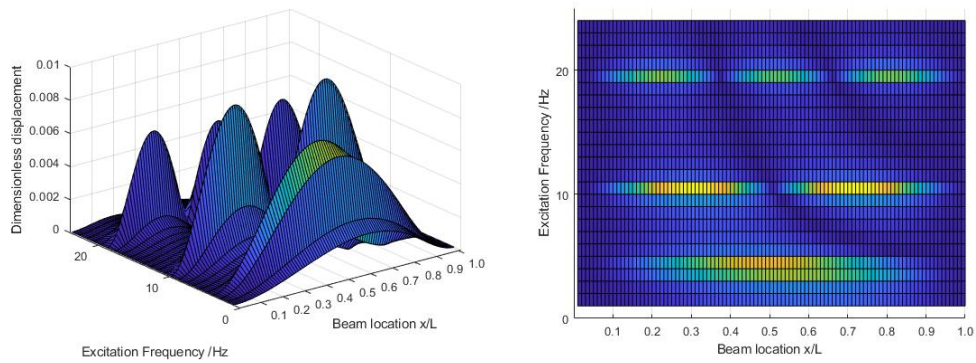 0.01
0.008
0.006
0.004
0.002
0
Dimensionless displacement
20
10
0
Excitation Frequency /Hz
0.1 0.2 0.3 0.4 0.5 0.6 0.7 0.8 0.9 1.0
Beam location x/L
20
10
0
Excitation Frequency /Hz
0.1 0.2 0.3 0.4 0.5 0.6 0.7 0.8 0.9 1.0
Beam location x/L